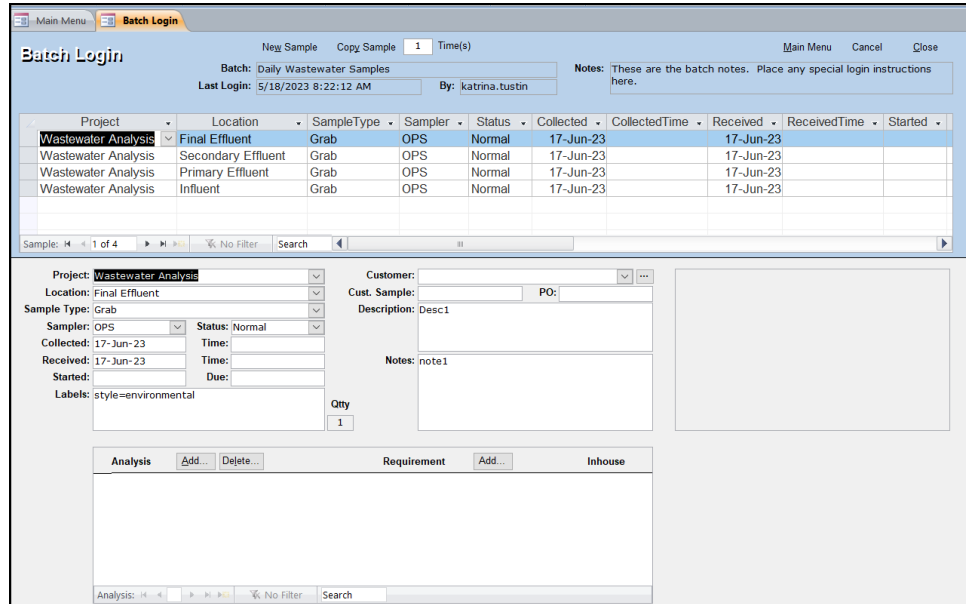 Main Menu Batch Login
Batch Login
New Sample Copy Sample 1 Time(s) Main Menu Cancel Close
Batch: Daily Wastewater Samples Notes: These are the batch notes. Place any special login instructions
here.
Last Login: 5/18/2023 8:22:12 AM By: katrina.tustin
Project Location SampleType Sampler Status Collected CollectedTime Received ReceivedTime Started
Wastewater Analysis Final Effluent Grab OPS Normal 17-Jun-23 17-Jun-23
Wastewater Analysis Secondary Effluent Grab OPS Normal 17-Jun-23 17-Jun-23
Wastewater Analysis Primary Effluent Grab OPS Normal 17-Jun-23 17-Jun-23
Wastewater Analysis Influent Grab OPS Normal 17-Jun-23 17-Jun-23
Sample: 1 of 4 No Filter Search
Project: Wastewater Analysis Customer: ...
Location: Final Effluent Cust. Sample: PO:
Sample Type: Grab Description: Desc1
Sampler: OPS Status: Normal
Collected: 17-Jun-23 Time:
Received: 17-Jun-23 Time: Notes: note1
Started: Due:
Labels: style=environmental
Qtty
1
Analysis Add... Delete... Requirement Add... Inhouse
Analysis: No Filter Search